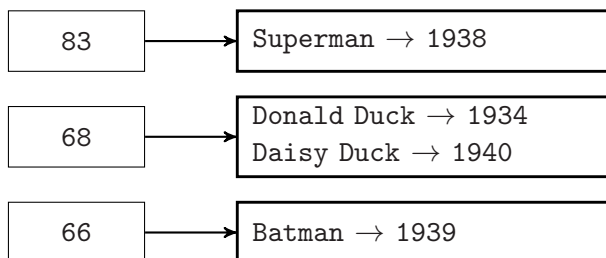 83
Superman → 1938
68
Donald Duck → 1934
Daisy Duck → 1940
66
Batman → 1939